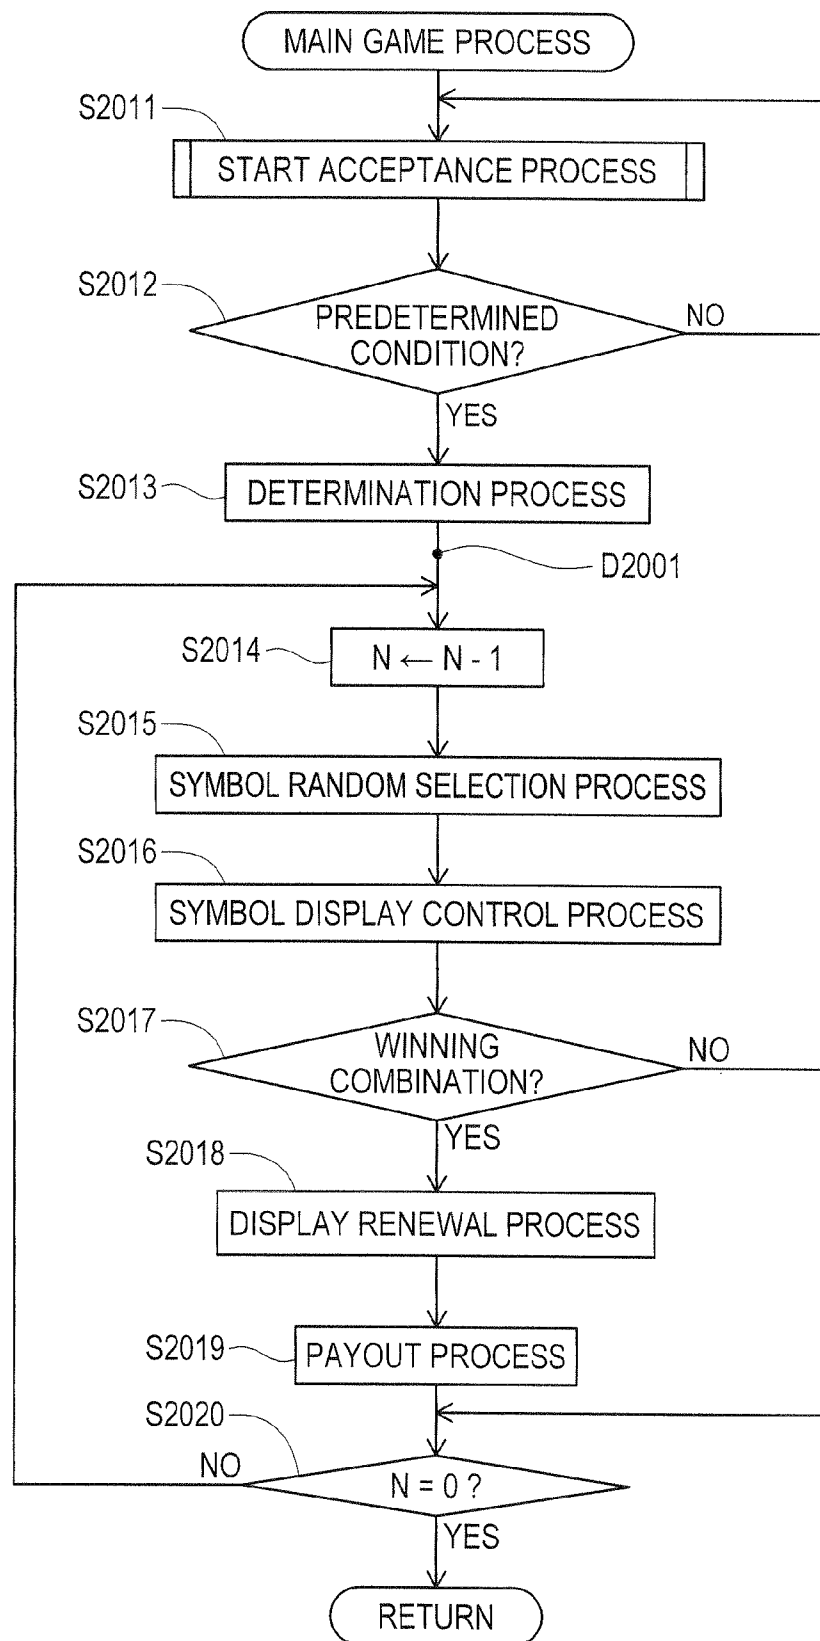 MAIN GAME PROCESS
S2011
START ACCEPTANCE PROCESS
S2012
PREDETERMINED
CONDITION?
NO
YES
S2013
DETERMINATION PROCESS
D2001
S2014
N ← N - 1
S2015
SYMBOL RANDOM SELECTION PROCESS
S2016
SYMBOL DISPLAY CONTROL PROCESS
S2017
WINNING
COMBINATION?
NO
YES
S2018
DISPLAY RENEWAL PROCESS
S2019
PAYOUT PROCESS
S2020
NO
N = 0 ?
YES
RETURN